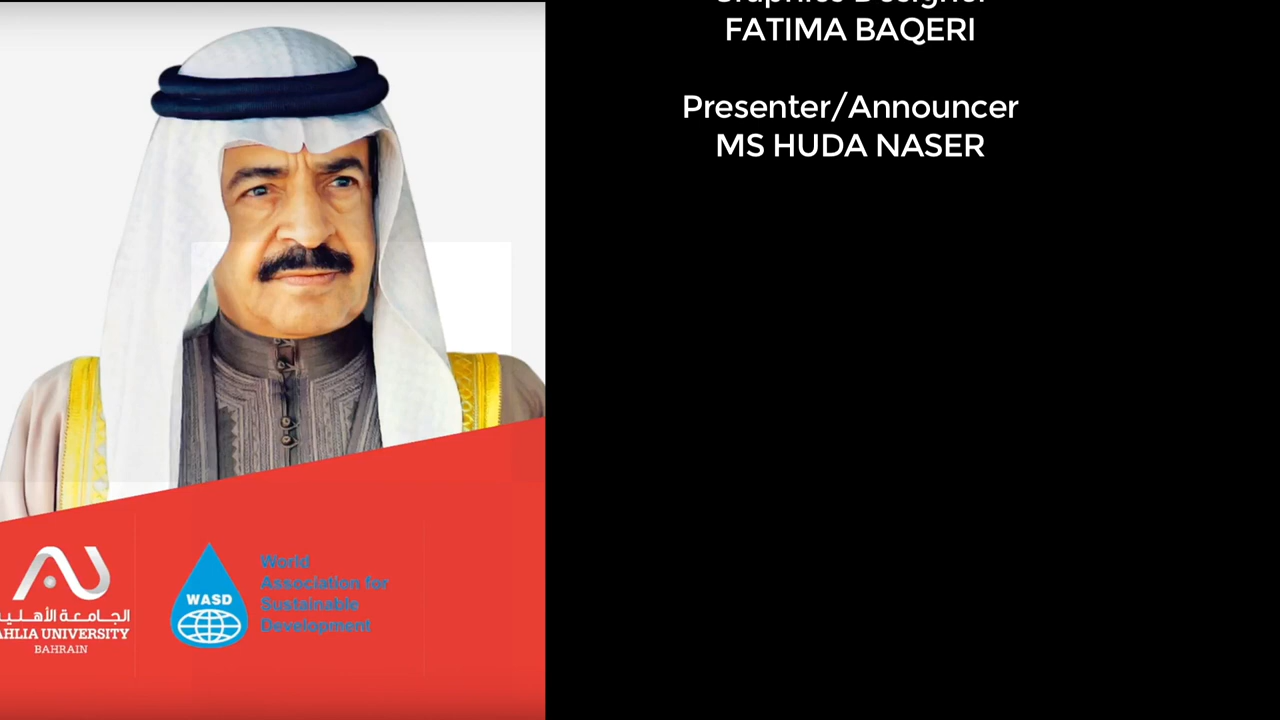 FATIMA BAQERI
Presenter/Announcer
MS HUDA NASER
الجامعة الأهلية
AHLIA UNIVERSITY
BAHRAIN
WASD
World
Association for
Sustainable
Development